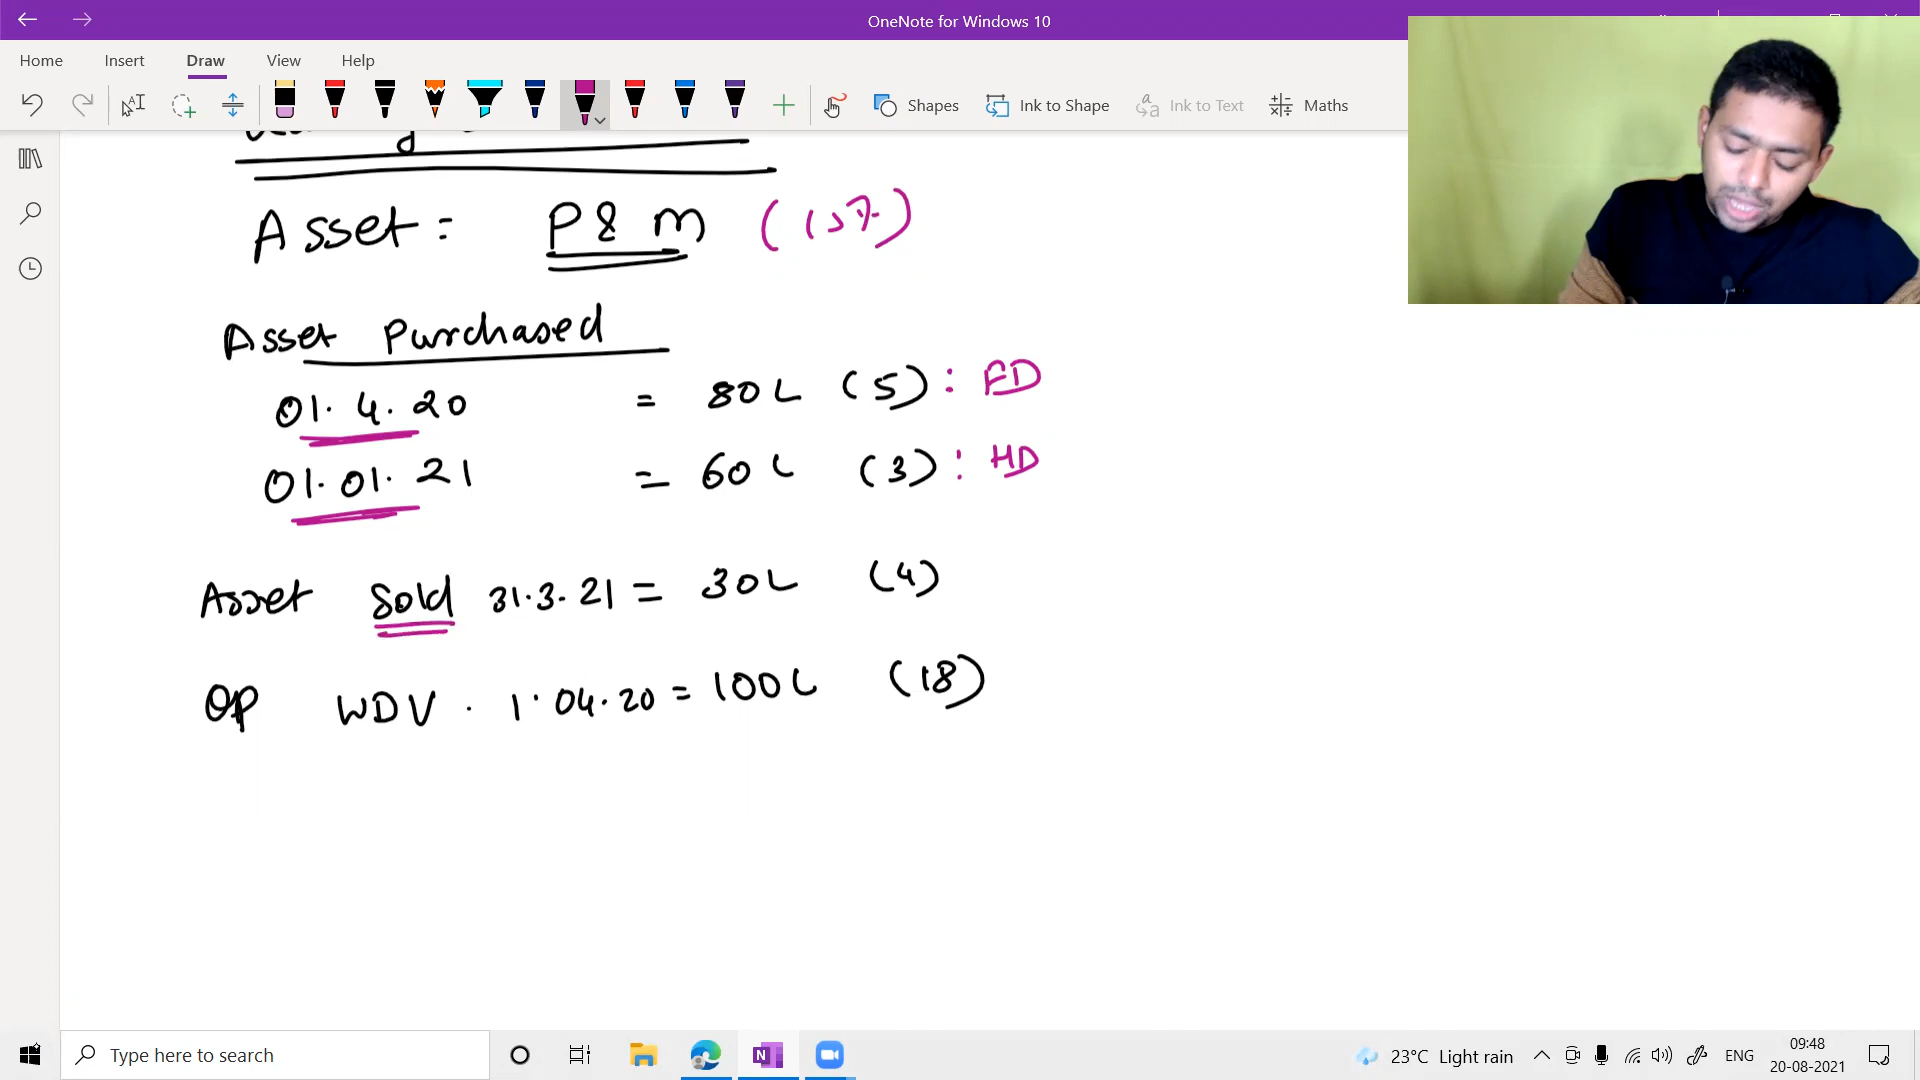 OneNote for Windows 10
Home Insert Draw View Help
Shapes Ink to Shape Ink to Text Maths
Asset : P & M (15%)
Asset Purchased
01.4.20 = 80L (5) : FD
01.01.21 = 60L (3) : HD
Asset Sold 31.3.21 = 30L (4)
Op WDV . 1.04.20 = 100L (18)
Type here to search
23°C Light rain
ENG
09:48
20-08-2021